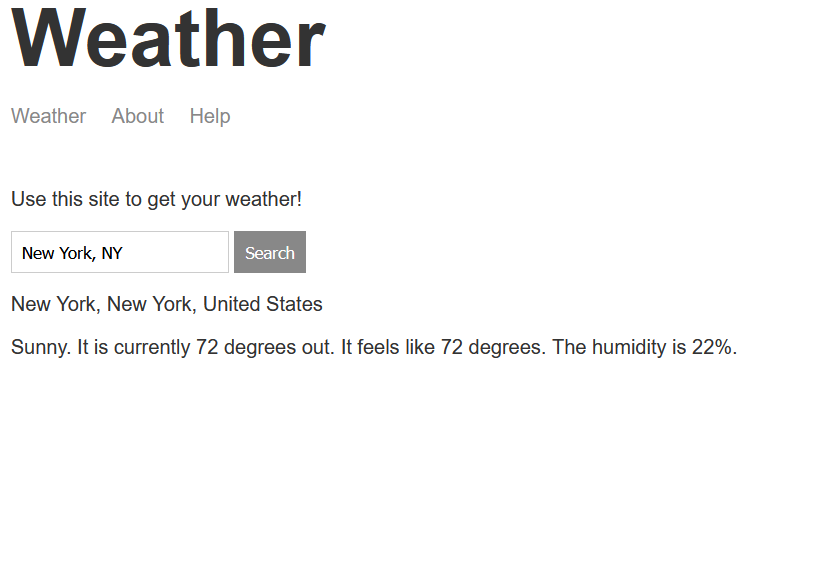 Weather
Weather About Help
Use this site to get your weather!
New York, NY Search
New York, New York, United States
Sunny. It is currently 72 degrees out. It feels like 72 degrees. The humidity is 22%.